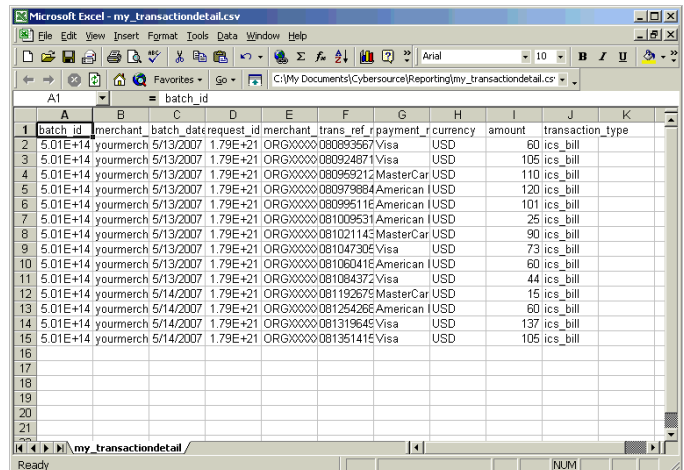 Microsoft Excel - my_transactiondetail.csv
File Edit View Insert Format Tools Data Window Help
Arial 10 B I U
Favorites Go C:\My Documents\Cybersource\Reporting\my_transactiondetail.cs
A1 = batch_id
A B C D E F G H I J K
1 batch_id merchant_ batch_date request_id merchant_ trans_ref_r payment_r currency amount transaction_type
2 5.01E+14 yourmerch 5/13/2007 1.79E+21 ORGXXXX 080893567 Visa USD 60 ics_bill
3 5.01E+14 yourmerch 5/13/2007 1.79E+21 ORGXXXX 080924871 Visa USD 105 ics_bill
4 5.01E+14 yourmerch 5/13/2007 1.79E+21 ORGXXXX 080959212 MasterCar USD 110 ics_bill
5 5.01E+14 yourmerch 5/13/2007 1.79E+21 ORGXXXX 080979884 American I USD 120 ics_bill
6 5.01E+14 yourmerch 5/13/2007 1.79E+21 ORGXXXX 080995116 American I USD 101 ics_bill
7 5.01E+14 yourmerch 5/13/2007 1.79E+21 ORGXXXX 081009531 American I USD 25 ics_bill
8 5.01E+14 yourmerch 5/13/2007 1.79E+21 ORGXXXX 081021143 MasterCar USD 90 ics_bill
9 5.01E+14 yourmerch 5/13/2007 1.79E+21 ORGXXXX 081047305 Visa USD 73 ics_bill
10 5.01E+14 yourmerch 5/13/2007 1.79E+21 ORGXXXX 081060416 American I USD 60 ics_bill
11 5.01E+14 yourmerch 5/13/2007 1.79E+21 ORGXXXX 081084372 Visa USD 44 ics_bill
12 5.01E+14 yourmerch 5/14/2007 1.79E+21 ORGXXXX 081192679 MasterCar USD 15 ics_bill
13 5.01E+14 yourmerch 5/14/2007 1.79E+21 ORGXXXX 081254266 American I USD 60 ics_bill
14 5.01E+14 yourmerch 5/14/2007 1.79E+21 ORGXXXX 081319649 Visa USD 137 ics_bill
15 5.01E+14 yourmerch 5/14/2007 1.79E+21 ORGXXXX 081351415 Visa USD 105 ics_bill
16
17
18
19
20
21
my_transactiondetail
Ready NUM